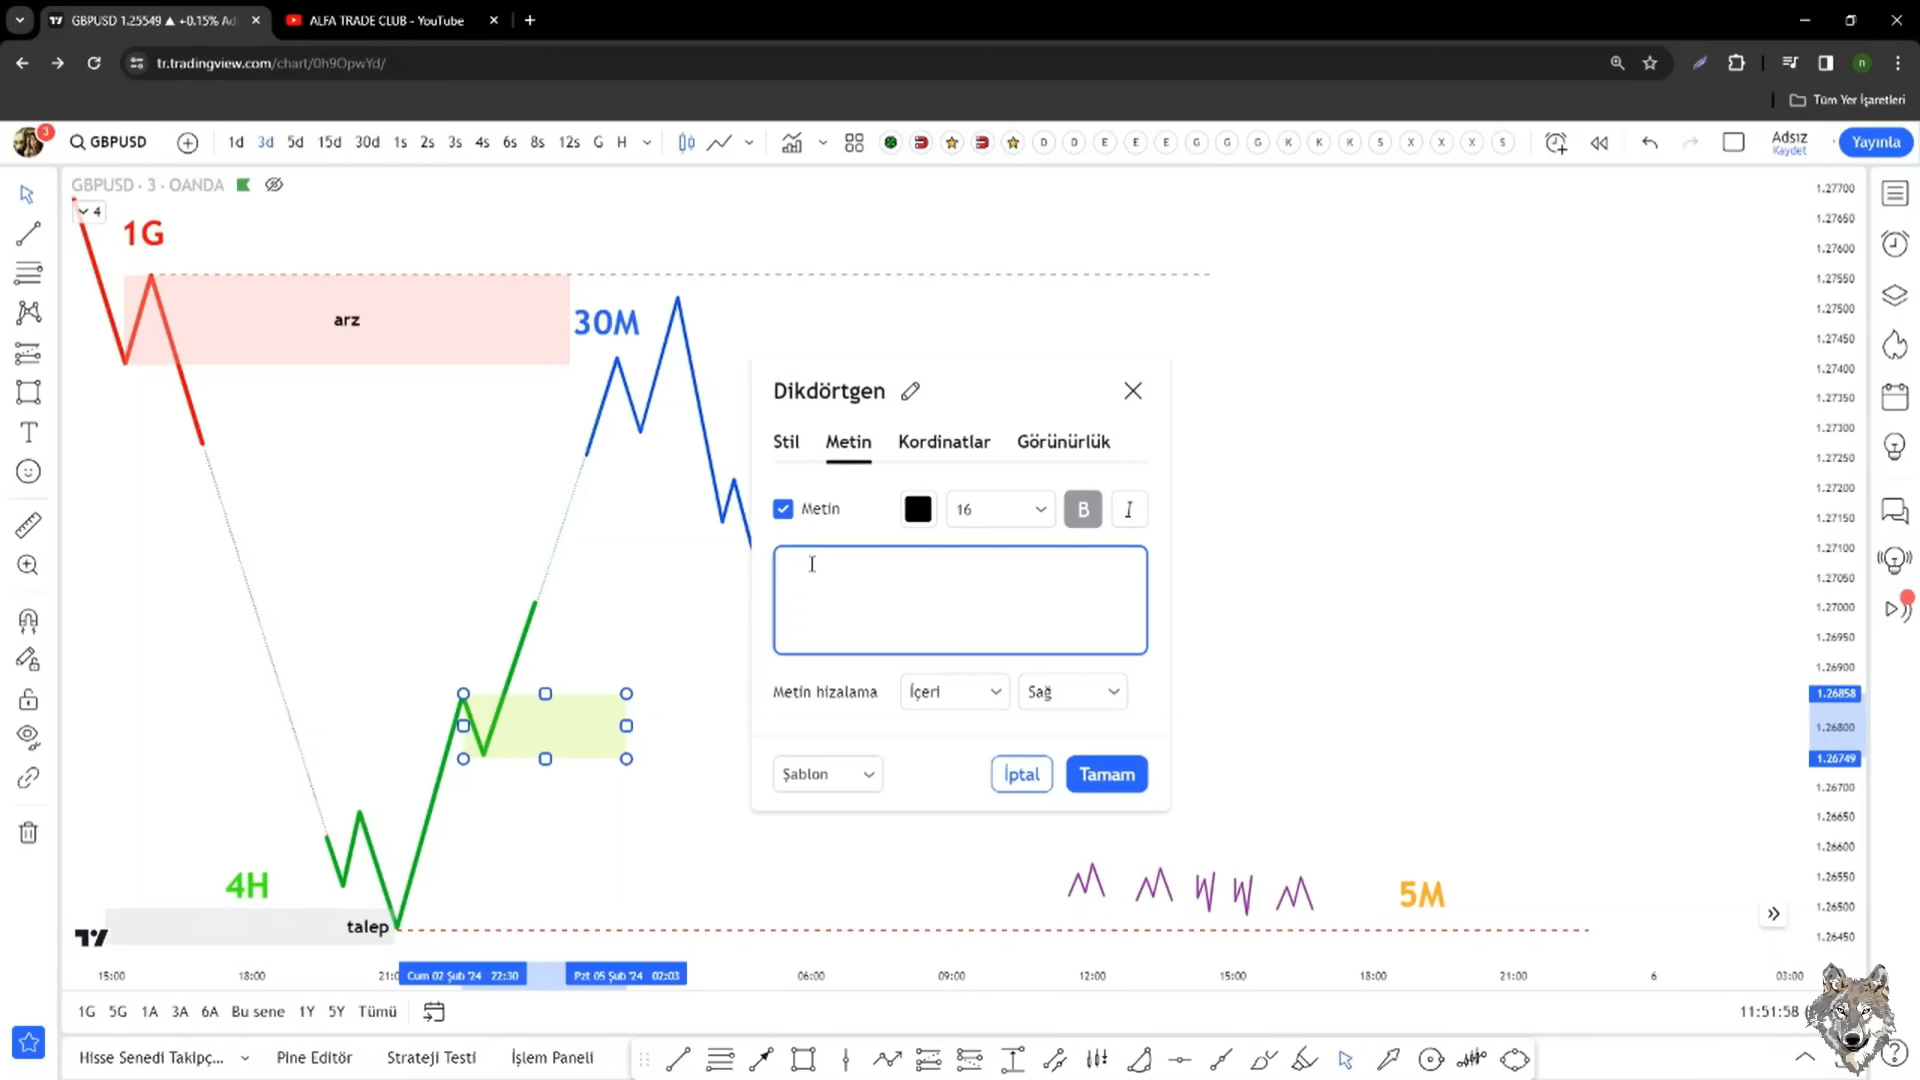 GBPUSD 1.25549 ▲ +0.15% Ad
ALFA TRADE CLUB - YouTube
tr.tradingview.com/chart/0h9OpwYd/
n
Tüm Yer İşaretleri
3
GBPUSD
1d 3d 5d 15d 30d 1s 2s 3s 4s 6s 8s 12s G H
D D E E E G G G K K K S X X X S
Adsız
Kaydet
Yayınla
GBPUSD · 3 · OANDA
4
1G
arz
30M
4H
talep
5M
Dikdörtgen
Stil Metin Kordinatlar Görünürlük
Metin 16 B I
Metin hizalama İçeri Sağ
Şablon İptal Tamam
1.27700
1.27650
1.27600
1.27550
1.27500
1.27450
1.27400
1.27350
1.27300
1.27250
1.27200
1.27150
1.27100
1.27050
1.27000
1.26950
1.26900
1.26858
1.26800
1.26749
1.26700
1.26650
1.26600
1.26550
1.26500
1.26450
15:00 18:00 21:0 Cum 02 Şub '24 22:30 Pzt 05 Şub '24 02:03 06:00 09:00 12:00 15:00 18:00 21:00 6 03:00
1G 5G 1A 3A 6A Bu sene 1Y 5Y Tümü
11:51:58
Hisse Senedi Takipç... Pine Editör Strateji Testi İşlem Paneli